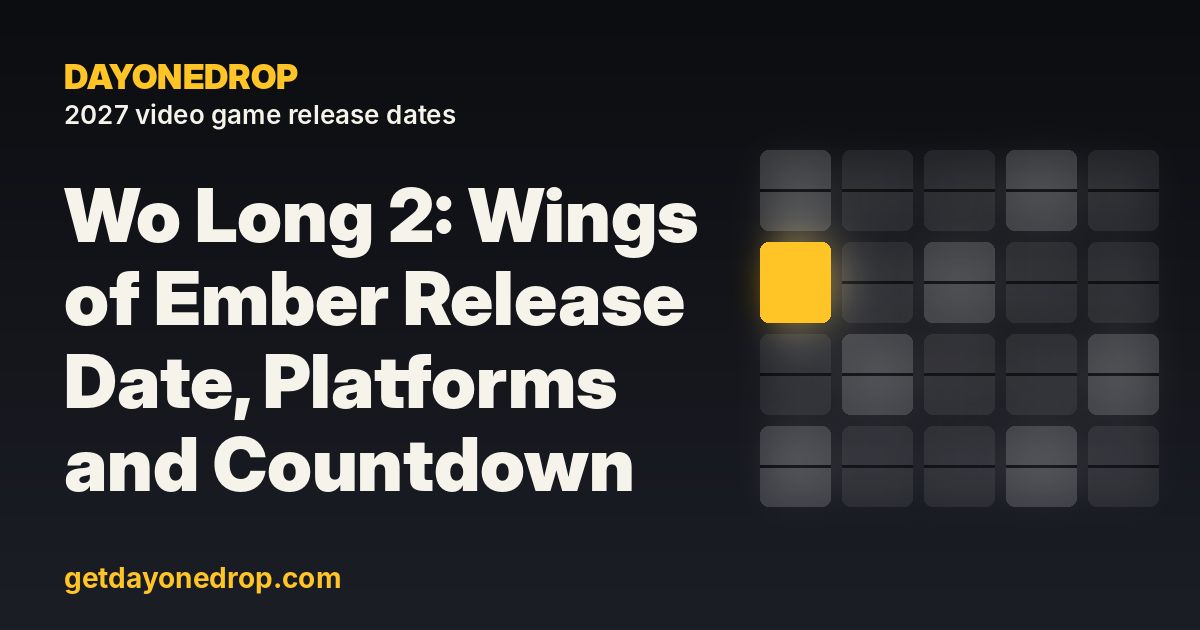 DAYONEDROP
2027 video game release dates
Wo Long 2: Wings
of Ember Release
Date, Platforms
and Countdown
getdayonedrop.com